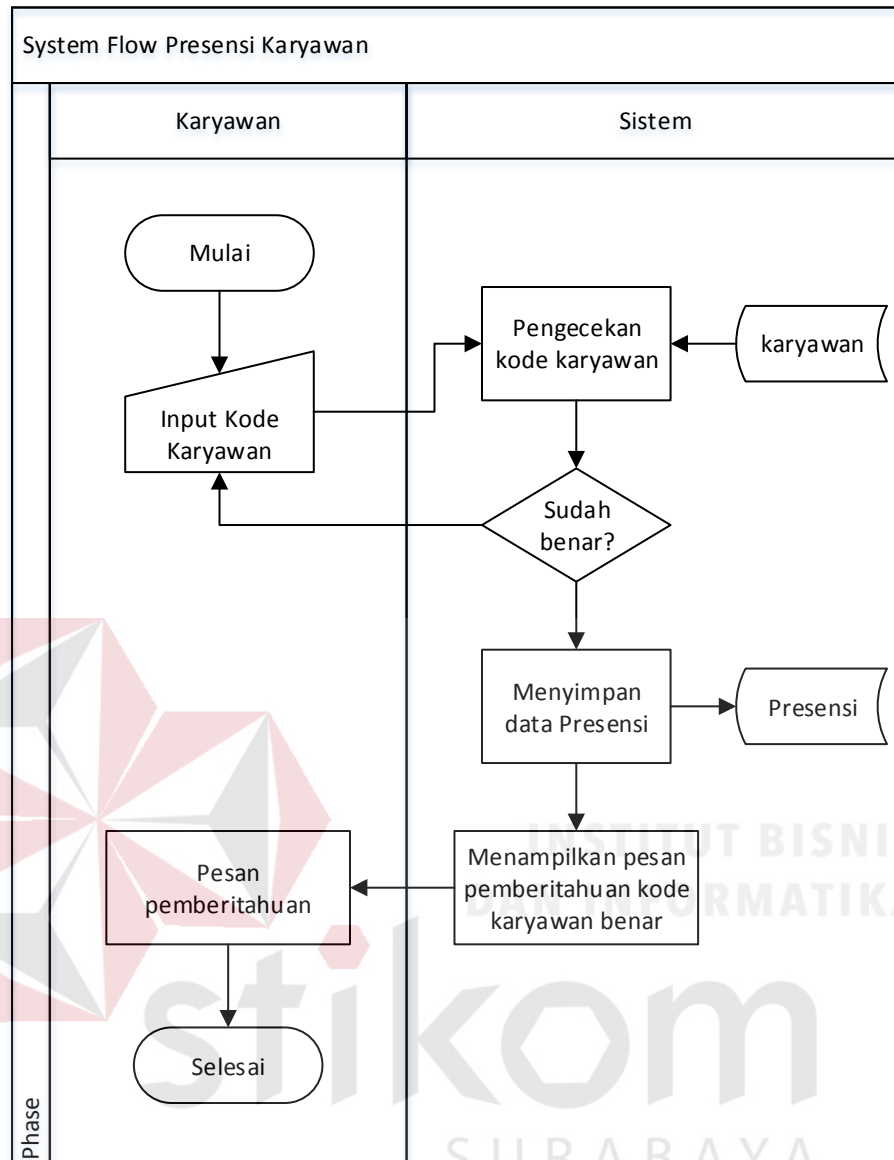 System Flow Presensi Karyawan
Karyawan
Sistem
Mulai
Pengecekan
kode karyawan
karyawan
Input Kode
Karyawan
Sudah
benar?
Menyimpan
data Presensi
Presensi
Menampilkan pesan
pemberitahuan kode
karyawan benar
Pesan
pemberitahuan
Selesai
Phase
INSTITUT BISNI
DAN INFORMATIKA
stikom
SURABAYA